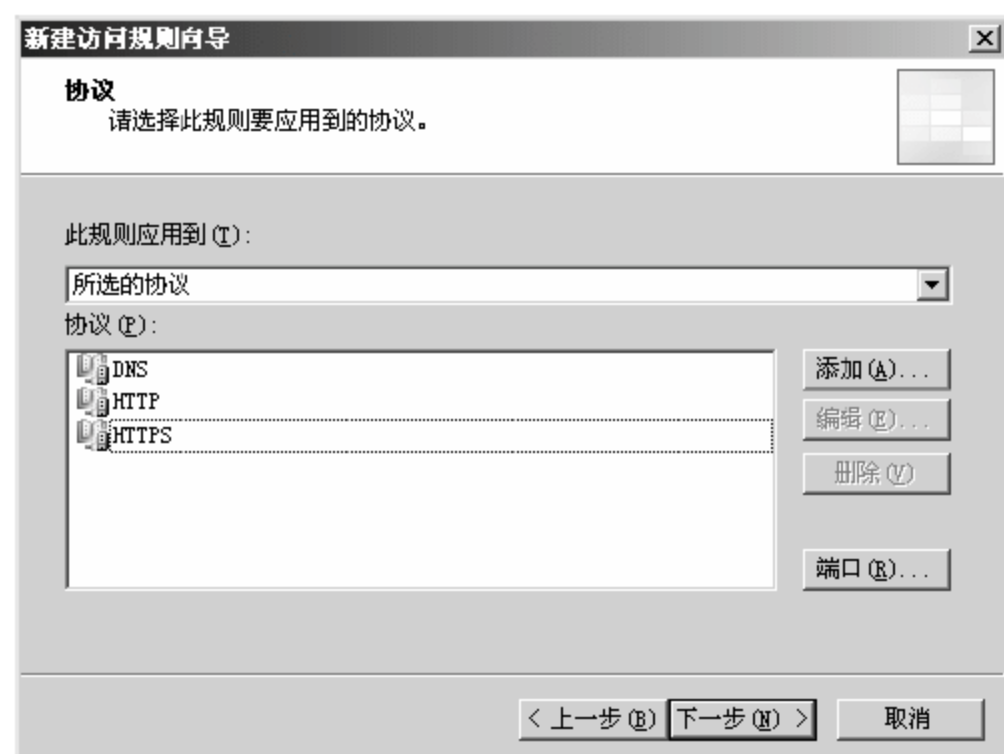 新建访问规则向导
协议
请选择此规则要应用到的协议。
此规则应用到(T):
所选的协议
协议(P):
DNS
HTTP
HTTPS
添加(A)...
编辑(E)...
删除(V)
端口(R)...
< 上一步(B)
下一步(N) >
取消